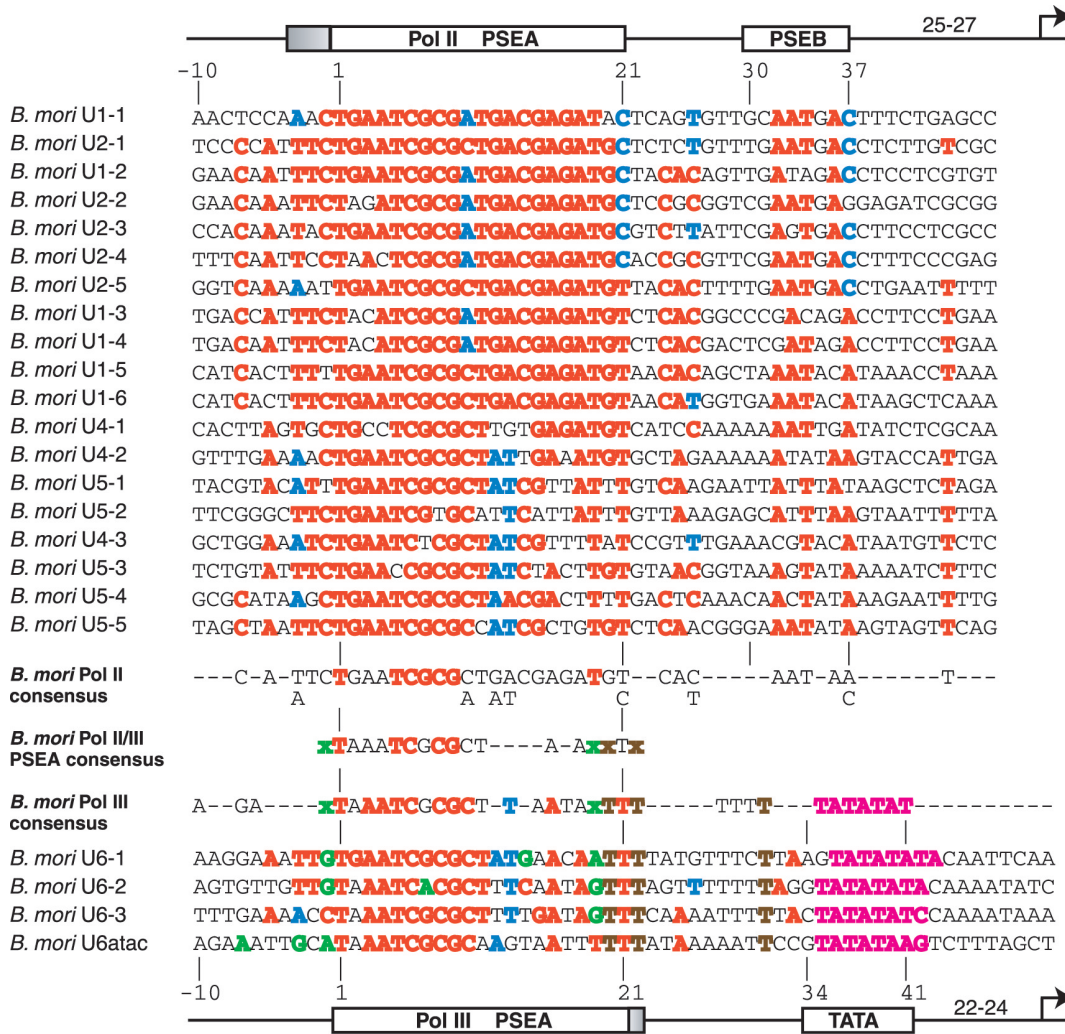 25-27
Pol II PSEA PSEB
-10 1 21 30 37
B. mori U1-1 AACTCCAAACTGAATCGCGATGACGAGATACTCAGTGTTGCAATGACTTTCTGAGCC
B. mori U2-1 TCCCCATTTCTGAATCGCGCTGACGAGATGCTCTCTGTTTGAATGACCTCTTGTCGC
B. mori U1-2 GAACAATTTCTGAATCGCGATGACGAGATGCTACACAGTTGATAGACCTCCTCGTGT
B. mori U2-2 GAACAAATTCTAGATCGCGATGACGAGATGCTCCGCGGTCGAATGAGGAGATCGCGG
B. mori U2-3 CCACAAATACTGAATCGCGATGACGAGATGCGTCTTATTCGAGTGACCTTCCTCGCC
B. mori U2-4 TTTCAATTCCTAACTCGCGATGACGAGATGCACCGCGTTCGAATGACCTTTCCCGAG
B. mori U2-5 GGTCAAAAATTGAATCGCGCTGACGAGATGTTACACTTTTGAATGACCTGAATTTTT
B. mori U1-3 TGACCATTTCTACATCGCGATGACGAGATGTCTCACGGCCCGACAGACCTTCCTGAA
B. mori U1-4 TGACAATTTCTACATCGCGATGACGAGATGTCTCACGACTCGATAGACCTTCCTGAA
B. mori U1-5 CATCACTTTTTGAATCGCGCTGACGAGATGTAACACAGCTAAATACATAAACCTAAA
B. mori U1-6 CATCACTTTCTGAATCGCGCTGACGAGATGTAACATGGTGAAATACATAAGCTCAAA
B. mori U4-1 CACTTAGTGCTGCCTCGCGCTTGTGAGATGTCATCCAAAAAAATTGATATCTCGCAA
B. mori U4-2 GTTTGAAAACTGAATCGCGCTATTGAAATGTGCTAGAAAAAATATAAGTACCATTGA
B. mori U5-1 TACGTACATTTGAATCGCGCTATCGTTATTTGTCAAGAATTATTTATAAGCTCTAGA
B. mori U5-2 TTCGGGCTTCTGAATCGTGCATTCATTATTTGTTAAAGAGCATTTAAGTAATTTTTA
B. mori U4-3 GCTGGAAATCTGAATCTCGCTATCGTTTTATCCGTTTGAAACGTACATAATGTTCTC
B. mori U5-3 TCTGTATTTCTGAACCGCGCTATCTACTTGTGTAACGGTAAAGTATAAAAATCTTTC
B. mori U5-4 GCGCATAAGCTGAATCGCGCTAACGACTTTTGACTCAAACAACTATAAAGAATTTTG
B. mori U5-5 TAGCTAATTCTGAATCGCGCCATCGCTGTGTCTCAACGGGAAATATAAGTAGTTCAG
B. mori Pol II ---C-A-TTCTGAATCGCGCTGACGAGATGT--CAC-----AAT-AA------T---
consensus A A AT C T C
B. mori Pol II/III
PSEA consensus xTAAATCGCGCT----A-AxxTx
B. mori Pol III
consensus A--GA----xTAAATCGCGCT-T-AATAxTTT-----TTTT---TATATAT----------
B. mori U6-1 AAGGAAATTGTGAATCGCGCTATGAACAATTTTATGTTTCTTAAGTATATATACAATTCAA
B. mori U6-2 AGTGTTGTTGTAAATCACGCTTTCAATAGTTTAGTTTTTTTAGGTATATATACAAAATATC
B. mori U6-3 TTTGAAAACCTAAATCGCGCTTTTGATAGTTTCAAAATTTTTACTATATATCCAAAATAAA
B. mori U6atac AGAAATTGCATAAATCGCGCAAGTAATTTTTTATAAAAATTCCGTATATAAGTCTTTAGCT
-10 1 21 34 41
22-24
Pol III PSEA TATA